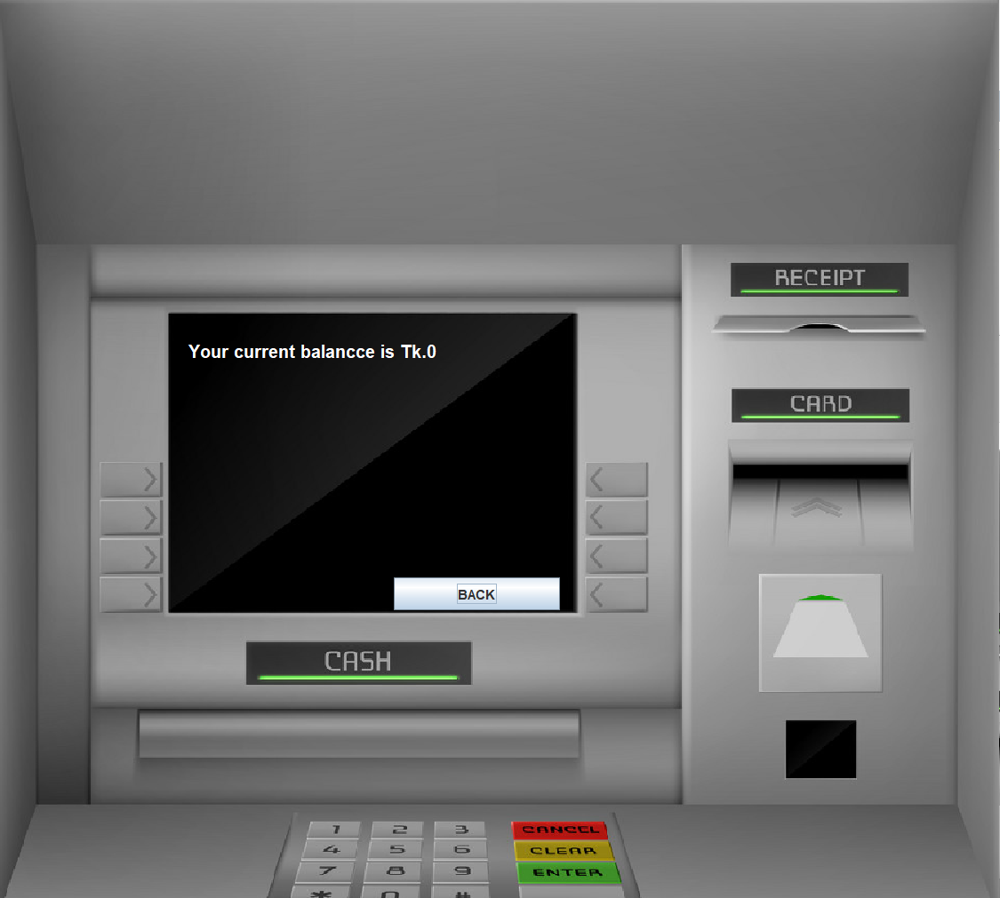 RECEIPT
Your current balancce is Tk.0
CARD
BACK
CASH
1 2 3 CANCEL
4 5 6 CLEAR
7 8 9 ENTER
* 0 #